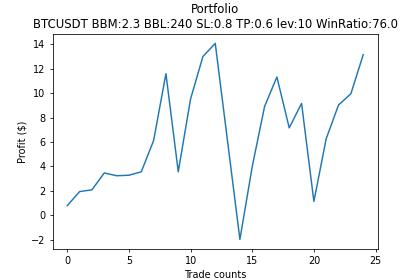 Portfolio
BTCUSDT BBM:2.3 BBL:240 SL:0.8 TP:0.6 lev:10 WinRatio:76.0
14
12
10
8
6
4
2
0
−2
Profit ($)
0 5 10 15 20 25
Trade counts